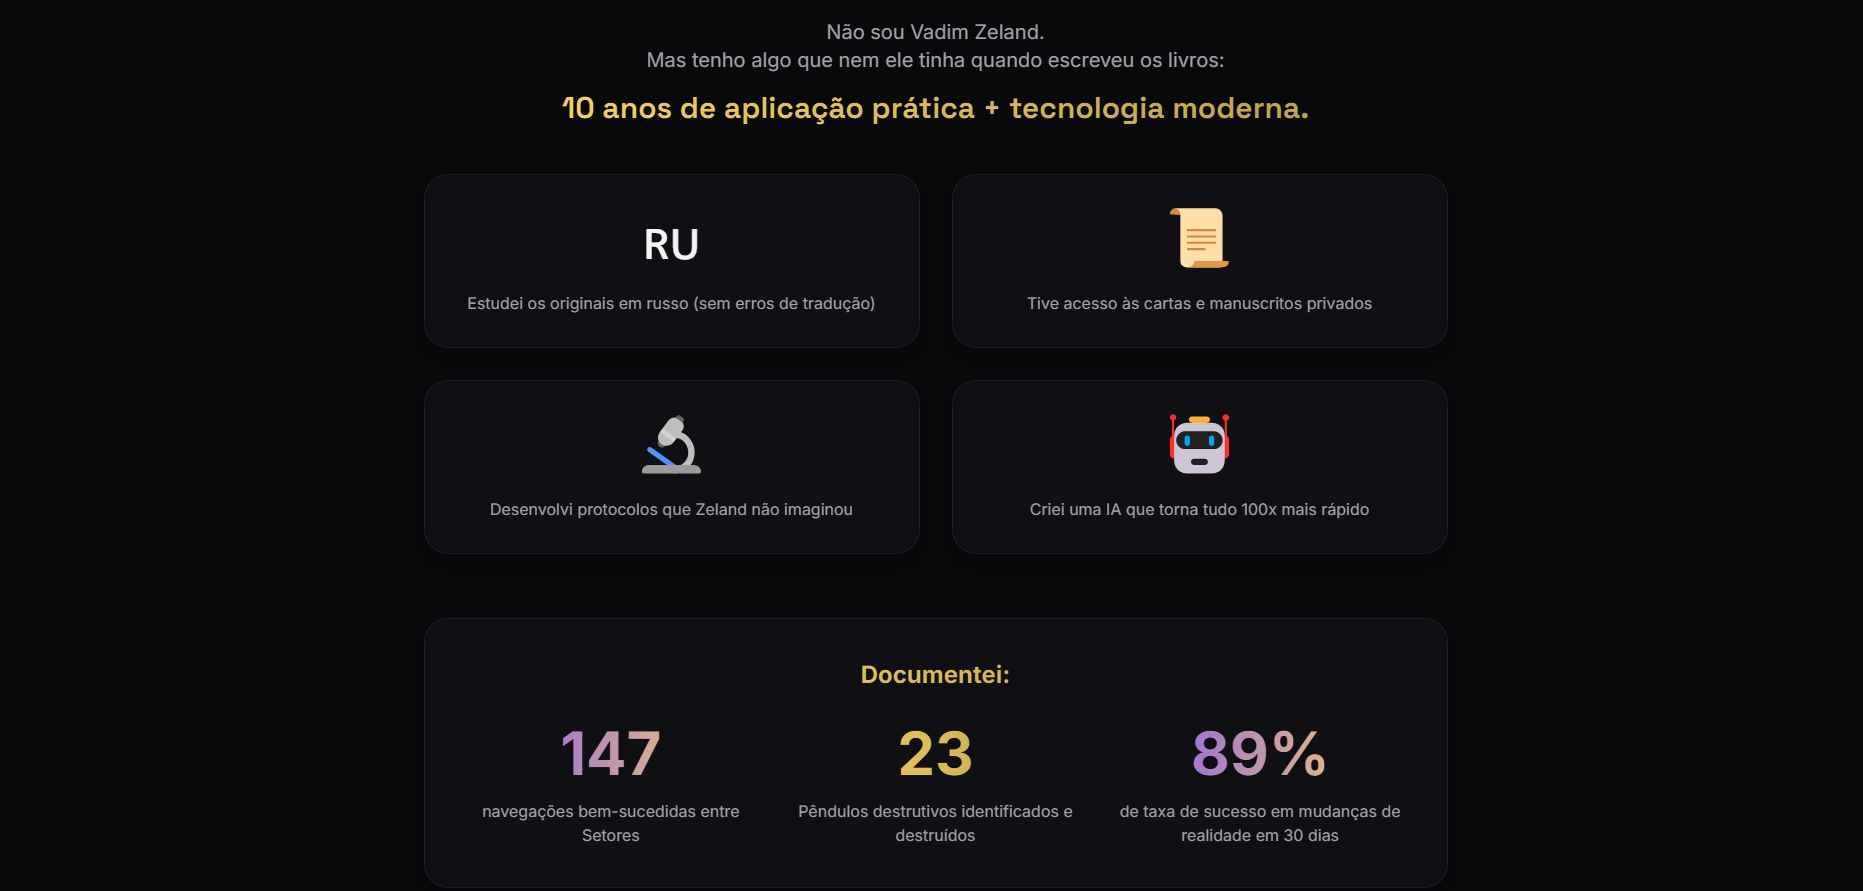 Não sou Vadim Zeland.
Mas tenho algo que nem ele tinha quando escreveu os livros:
10 anos de aplicação prática + tecnologia moderna.
RU
Estudei os originais em russo (sem erros de tradução)
Tive acesso às cartas e manuscritos privados
Desenvolvi protocolos que Zeland não imaginou
Criei uma IA que torna tudo 100x mais rápido
Documentei:
147
navegações bem-sucedidas entre
Setores
23
Pêndulos destrutivos identificados e
destruídos
89%
de taxa de sucesso em mudanças de
realidade em 30 dias